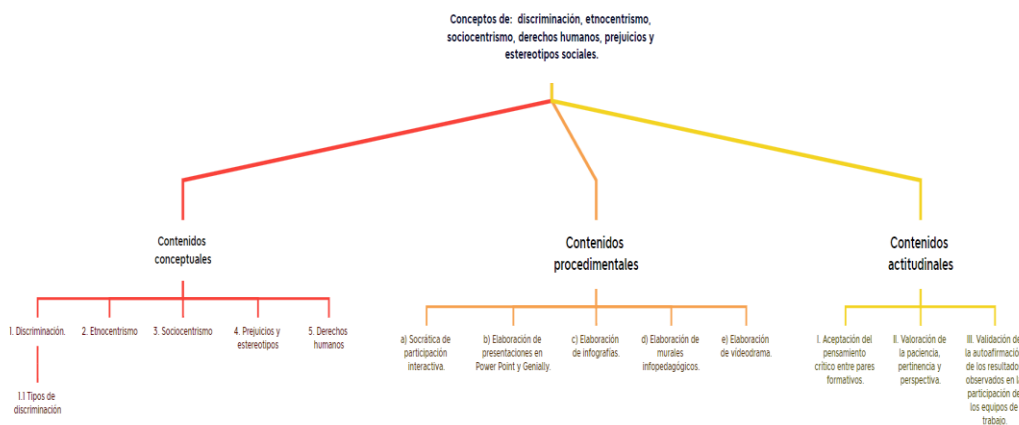 Conceptos de: discriminación, etnocentrismo,
sociocentrismo, derechos humanos, prejuicios y
estereotipos sociales.
Contenidos
conceptuales
Contenidos
procedimentales
Contenidos
actitudinales
1. Discriminación.
2. Etnocentrismo
3. Sociocentrismo
4. Prejuicios y
estereotipos
5. Derechos
humanos
1.1 Tipos de
discriminación
a) Socrática de
participación
interactiva.
b) Elaboración de
presentaciones en
Power Point y Genially.
c) Elaboración
de infografías.
d) Elaboración de
murales
infopedagógicos.
e) Elaboración
de videodrama.
I. Aceptación del
pensamiento
crítico entre pares
formativos.
II. Valoración de
la paciencia,
pertinencia y
perspectiva.
III. Validación de
la autoafirmación
de los resultado
observados en l
participación de
los equipos de
trabajo.